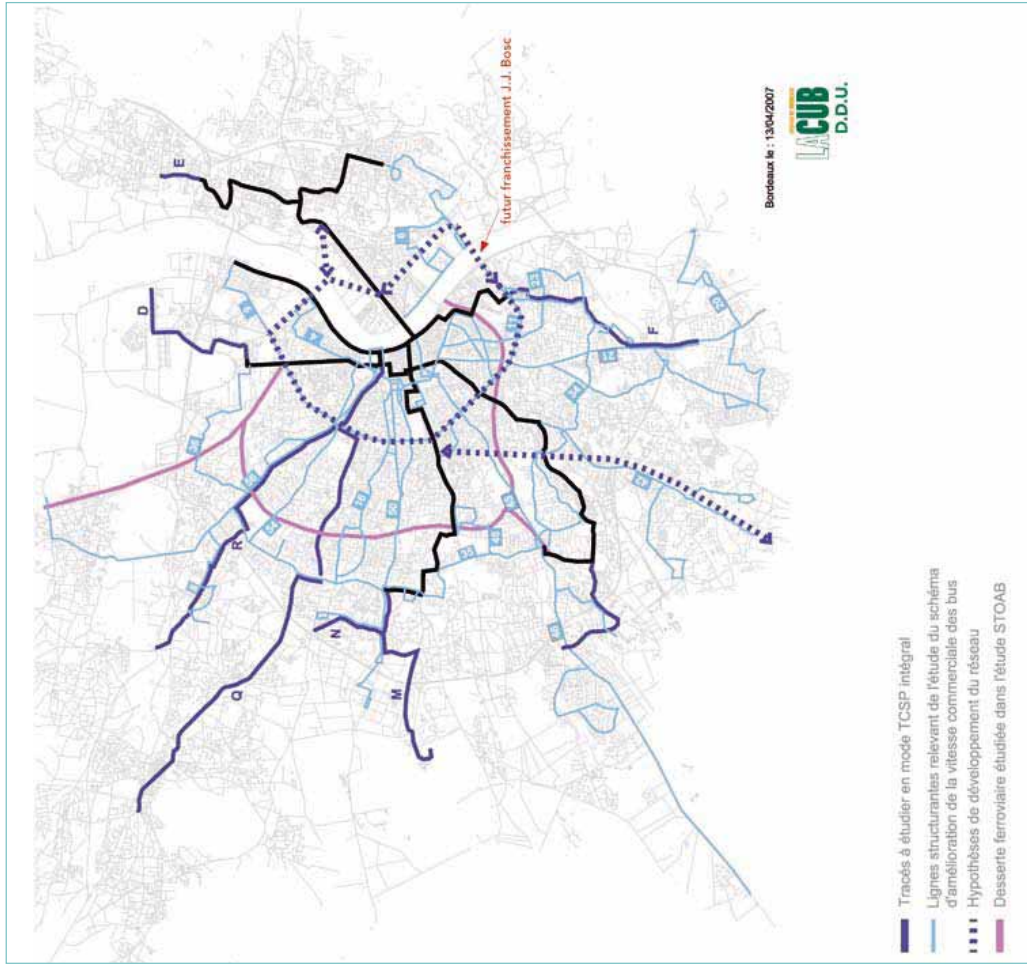 E
D
futur franchissement J.J. Bosc
R
F
Q
N
M
Bordeaux le : 13/04/2007
LACUB
D.D.U.
Tracés à étudier en mode TCSP intégral
Lignes structurantes relevant de l'étude du schéma
d'amélioration de la vitesse commerciale des bus
Hypothèses de développement du réseau
Desserte ferroviaire étudiée dans l'étude STOAB